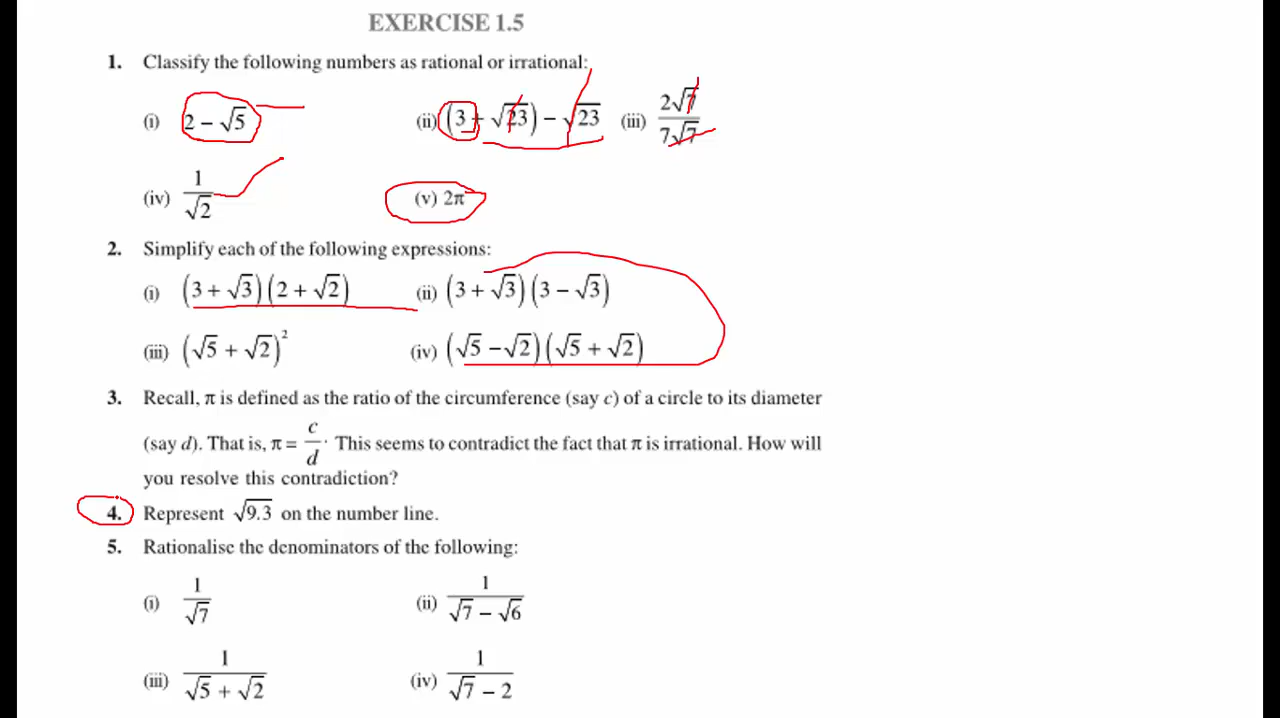 EXERCISE 1.5
1. Classify the following numbers as rational or irrational:
(i) 2 − √5 (ii) (3 + √23) − √23 (iii) 2√7/7√7
(iv) 1/√2 (v) 2π
2. Simplify each of the following expressions:
(i) (3 + √3)(2 + √2) (ii) (3 + √3)(3 − √3)
(iii) (√5 + √2)² (iv) (√5 − √2)(√5 + √2)
3. Recall, π is defined as the ratio of the circumference (say c) of a circle to its diameter
(say d). That is, π = c/d. This seems to contradict the fact that π is irrational. How will
you resolve this contradiction?
4. Represent √9.3 on the number line.
5. Rationalise the denominators of the following:
(i) 1/√7 (ii) 1/(√7 − √6)
(iii) 1/(√5 + √2) (iv) 1/(√7 − 2)